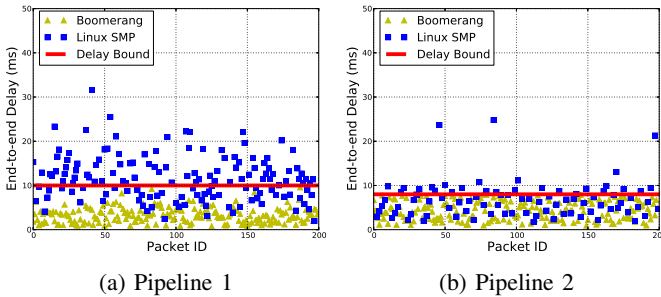 Boomerang
Linux SMP
Delay Bound
End-to-end Delay (ms)
50
40
30
20
10
0
0 50 100 150 200
Packet ID
(a) Pipeline 1
Boomerang
Linux SMP
Delay Bound
End-to-end Delay (ms)
50
40
30
20
10
0
0 50 100 150 200
Packet ID
(b) Pipeline 2